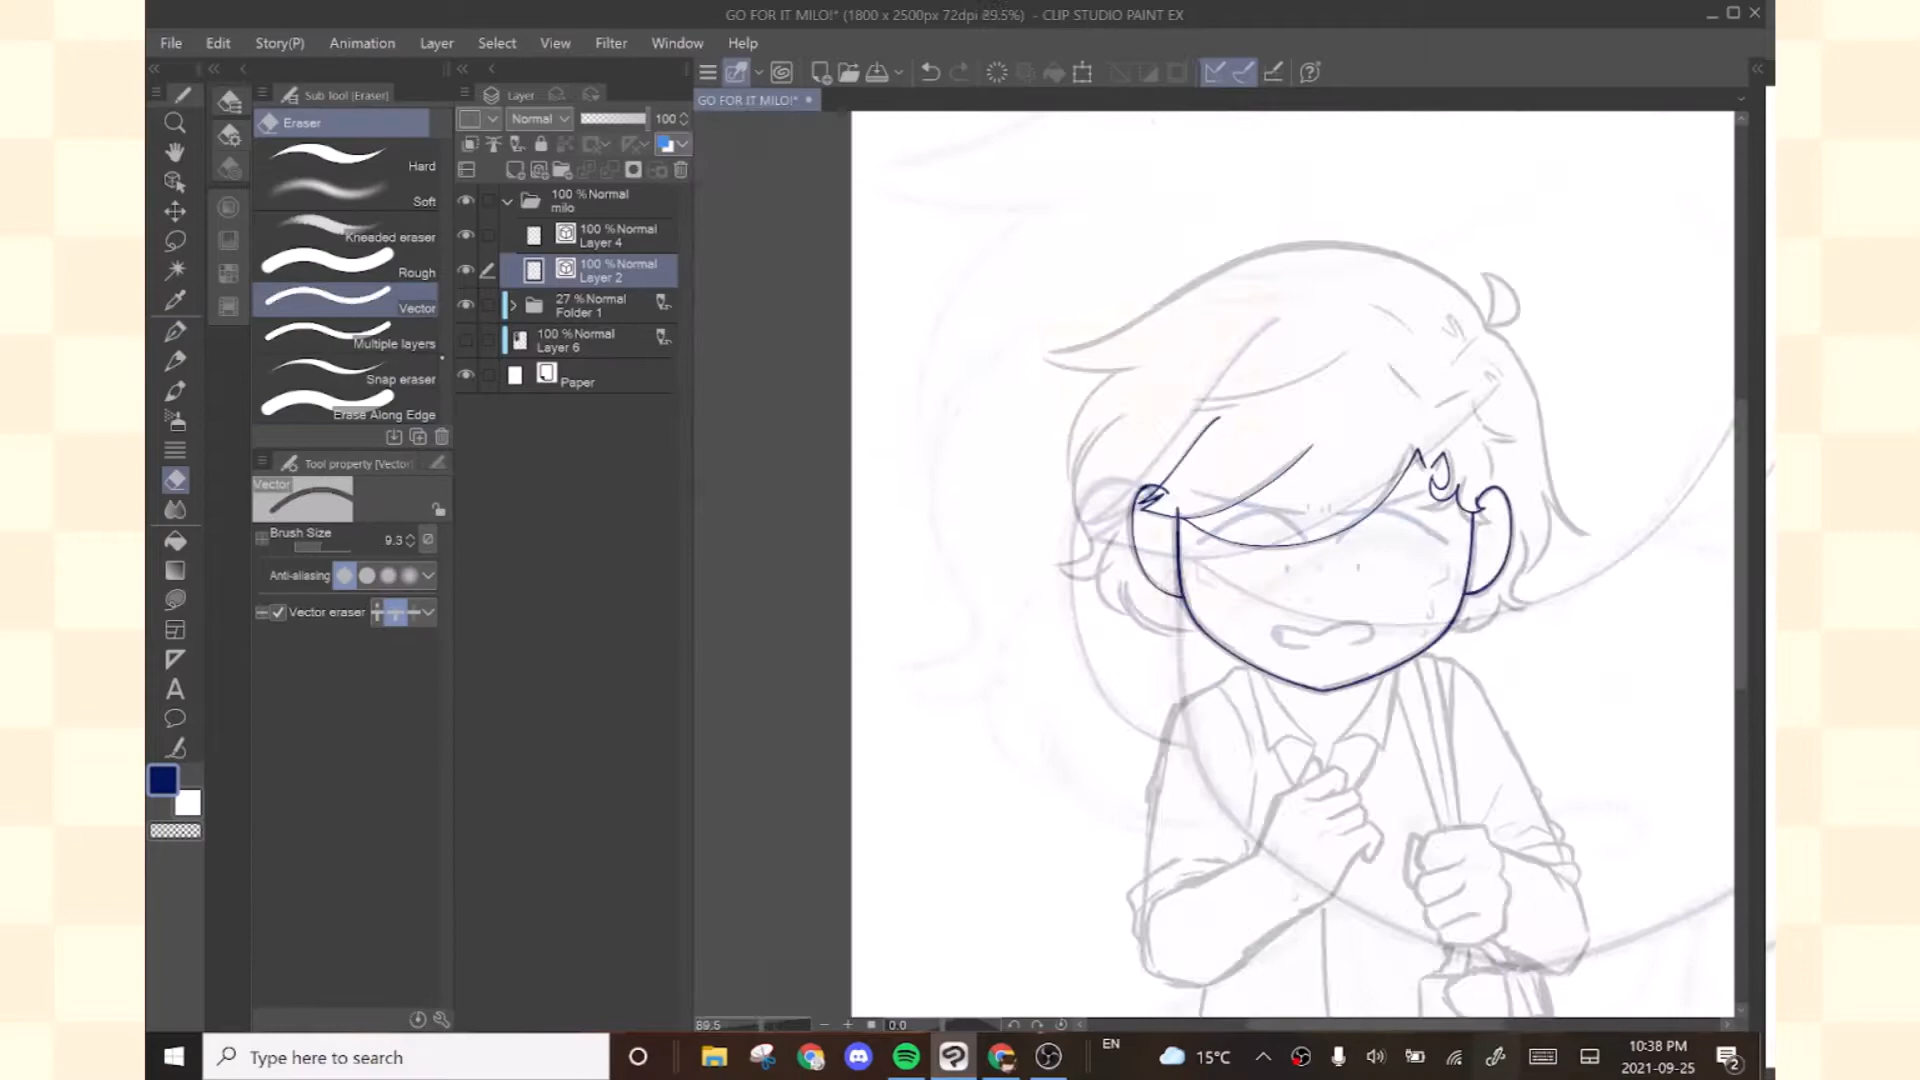 GO FOR IT MILO!* (1800 x 2500px 72dpi 89.5%) - CLIP STUDIO PAINT EX
File Edit Story(P) Animation Layer Select View Filter Window Help
Sub Tool [Eraser]
Layer
GO FOR IT MILO!*
Eraser
Normal 100
Hard
Soft
Kneaded eraser
Rough
Vector
Multiple layers
Snap eraser
Erase Along Edge
100 % Normal
milo
100 % Normal
Layer 4
100 % Normal
Layer 2
27 % Normal
Folder 1
100 % Normal
Layer 6
Paper
Tool property [Vector]
Vector
Brush Size 9.3
Anti-aliasing
Vector eraser
A
89.5 0.0
Type here to search
EN
15°C
10:38 PM
2021-09-25
2